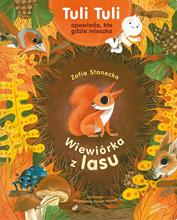 Tuli Tuli
opowiada, kto
gdzie mieszka
Zofia Stanecka
Wiewiórka
z lasu